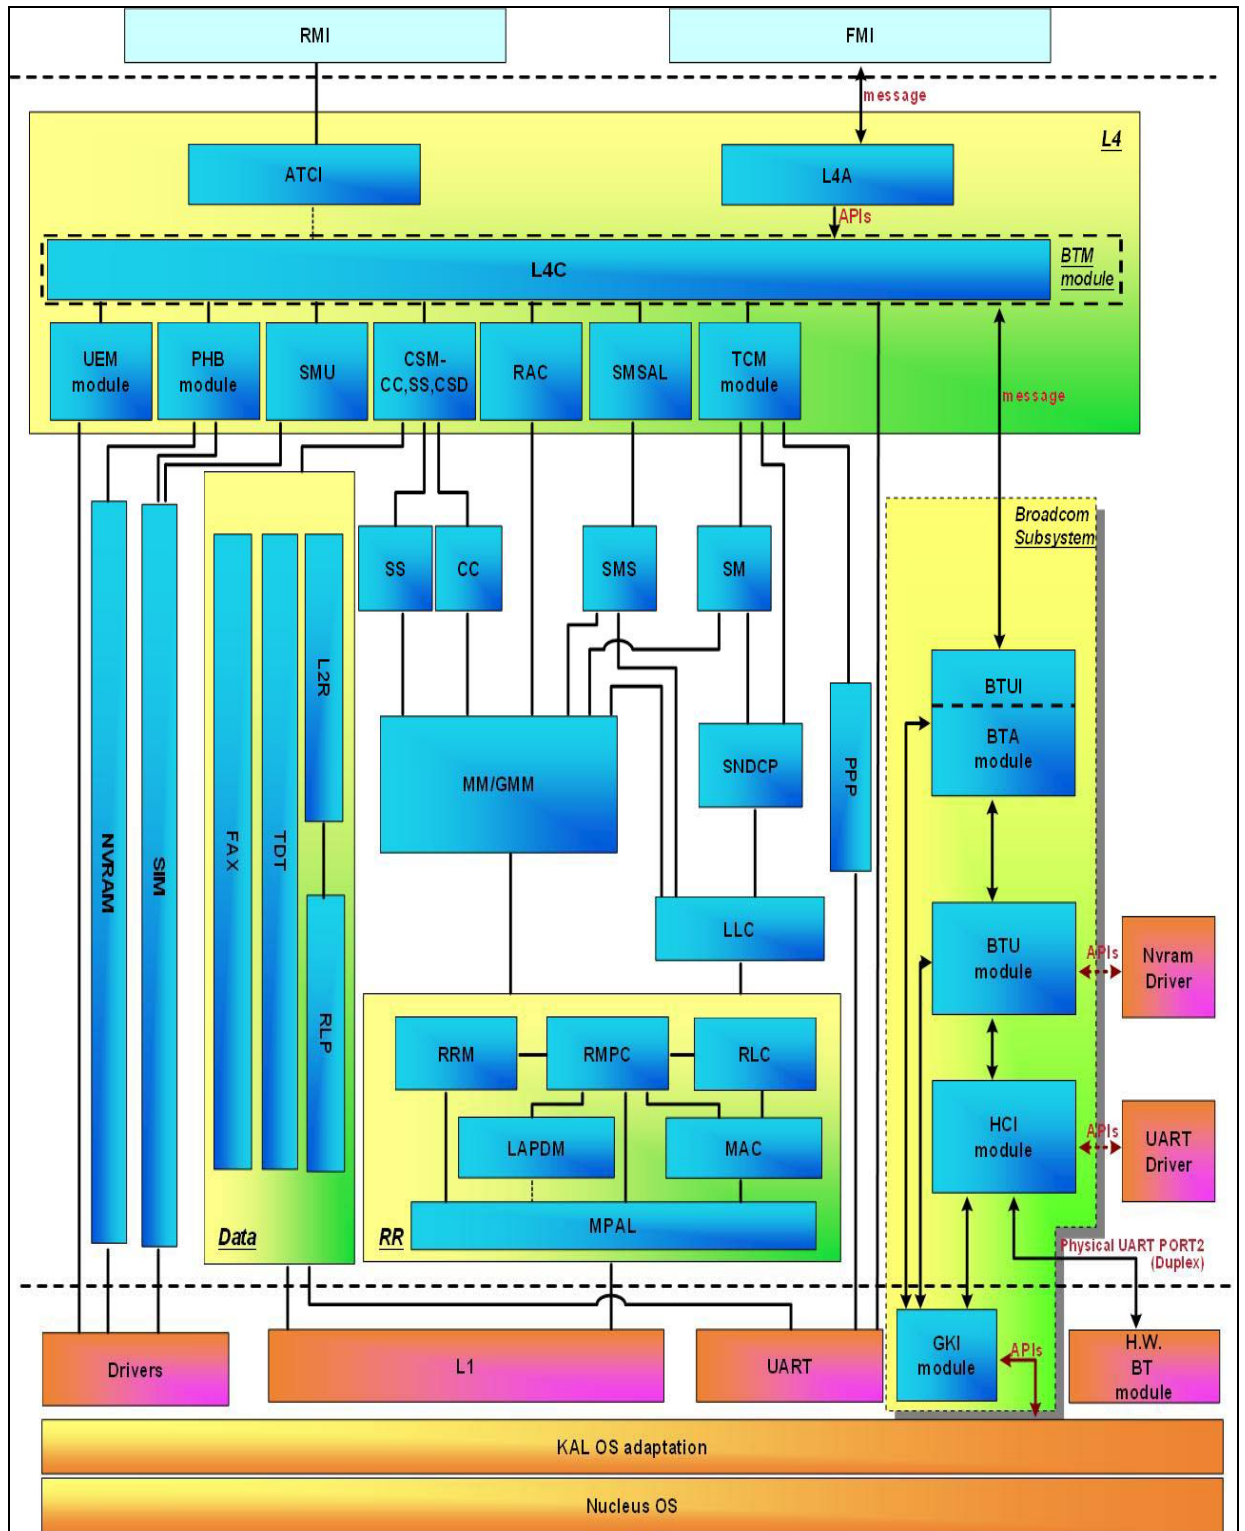 RMI
FMI
message
L4
ATCI
L4A
APIs
L4C
BTM
module
UEM
module
PHB
module
SMU
CSM-
CC,SS,CSD
RAC
SMSAL
TCM
module
message
Broadcom
Subsystem
SS
CC
SMS
SM
L2R
BTUI
BTA
module
MM/GMM
SNDCP
PPP
NVRAM
SIM
FAX
TDT
LLC
BTU
module
APIs
Nvram
Driver
RLP
RRM
RMPC
RLC
HCI
module
APIs
UART
Driver
LAPDM
MAC
MPAL
Data
RR
Physical UART PORT2
(Duplex)
Drivers
L1
UART
GKI
module
APIs
H.W.
BT
module
KAL OS adaptation
Nucleus OS